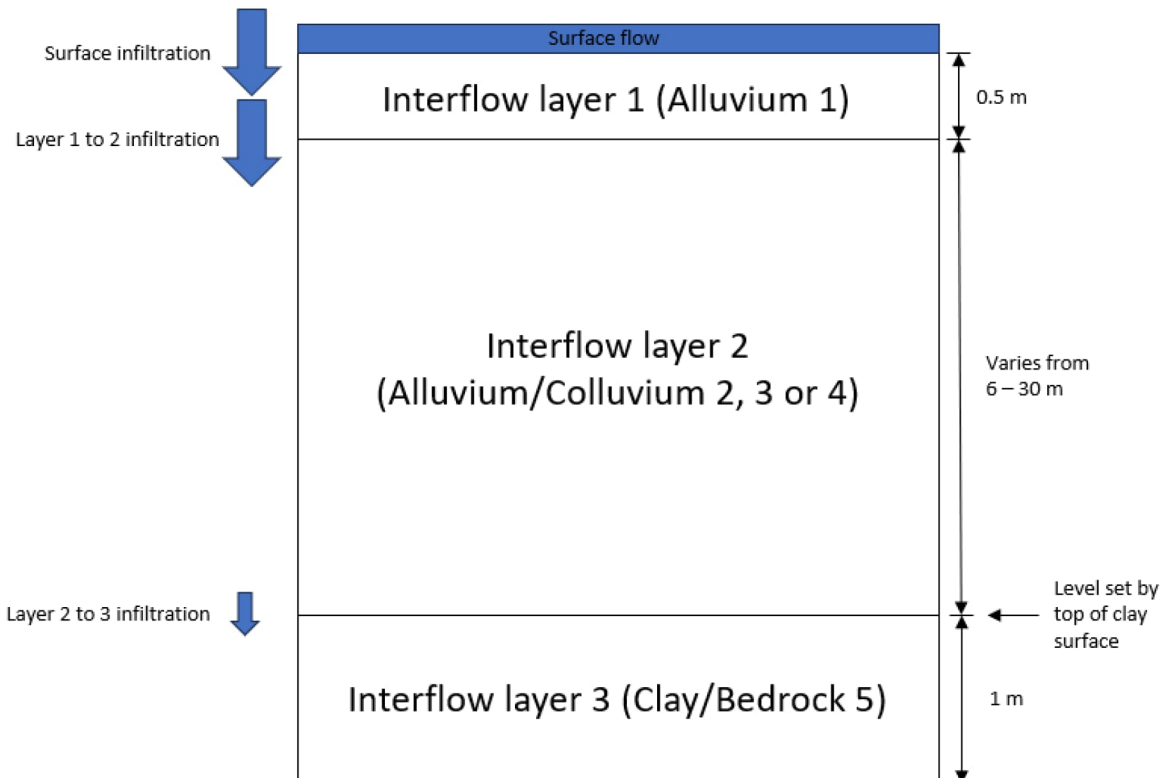 Surface flow
Surface infiltration
Interflow layer 1 (Alluvium 1)
0.5 m
Layer 1 to 2 infiltration
Interflow layer 2
(Alluvium/Colluvium 2, 3 or 4)
Varies from
6 – 30 m
Layer 2 to 3 infiltration
Level set by
top of clay
surface
Interflow layer 3 (Clay/Bedrock 5)
1 m